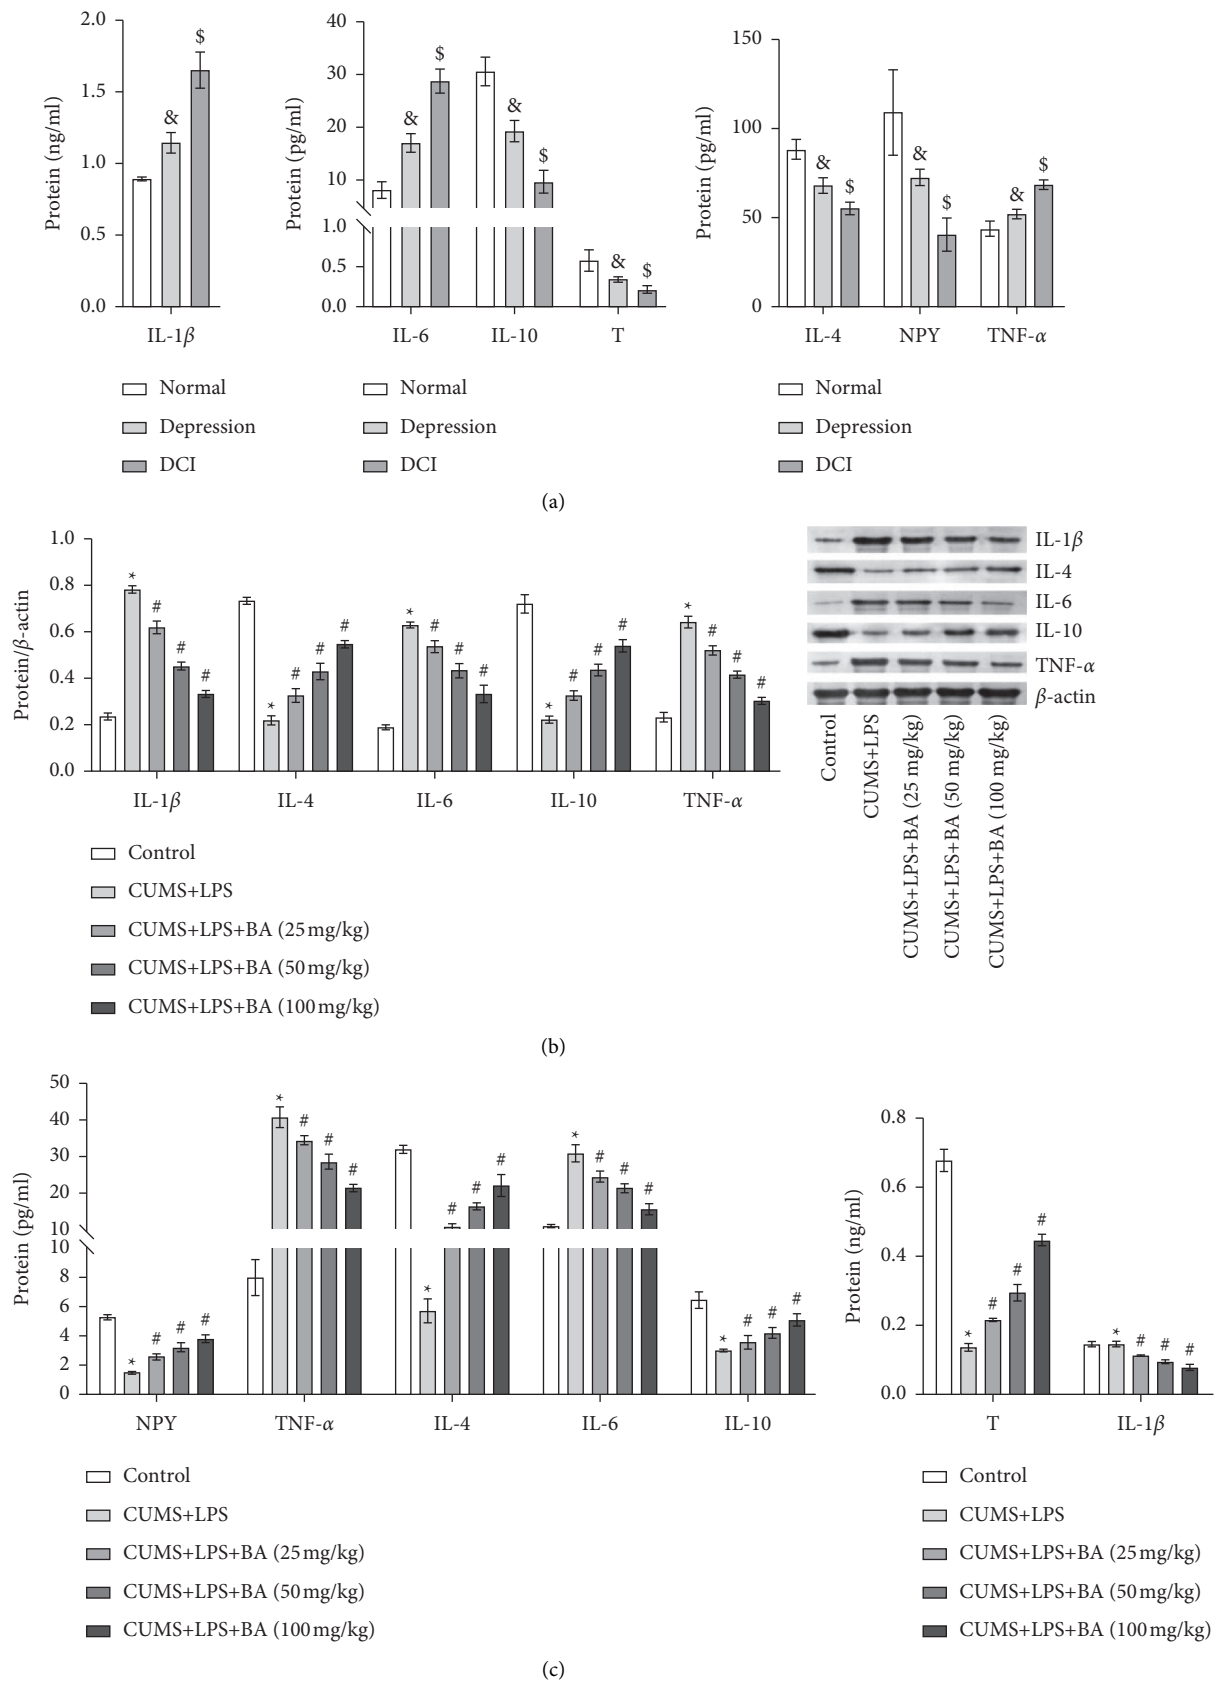 Protein (ng/ml)
2.0
1.5
1.0
0.5
0.0
&
$
IL-1β
Normal
Depression
DCI
Protein (pg/ml)
40
30
20
10
1.0
0.5
0.0
&
$
&
$
&
$
IL-6 IL-10 T
Normal
Depression
DCI
Protein (pg/ml)
150
100
50
0
&
$
&
$
&
$
IL-4 NPY TNF-α
Normal
Depression
DCI
(a)
Protein/β-actin
1.0
0.8
0.6
0.4
0.2
0.0
* # # #
* # # #
* # # #
* # # #
* # # #
IL-1β IL-4 IL-6 IL-10 TNF-α
Control
CUMS+LPS
CUMS+LPS+BA (25 mg/kg)
CUMS+LPS+BA (50 mg/kg)
CUMS+LPS+BA (100 mg/kg)
IL-1β
IL-4
IL-6
IL-10
TNF-α
β-actin
Control
CUMS+LPS
CUMS+LPS+BA (25 mg/kg)
CUMS+LPS+BA (50 mg/kg)
CUMS+LPS+BA (100 mg/kg)
(b)
Protein (pg/ml)
50
40
30
20
10
10
8
6
4
2
0
* # # #
* # # #
* # # #
* # # #
* # # #
NPY TNF-α IL-4 IL-6 IL-10
Control
CUMS+LPS
CUMS+LPS+BA (25 mg/kg)
CUMS+LPS+BA (50 mg/kg)
CUMS+LPS+BA (100 mg/kg)
Protein (ng/ml)
0.8
0.6
0.4
0.2
0.0
* # # #
* # # #
T IL-1β
Control
CUMS+LPS
CUMS+LPS+BA (25 mg/kg)
CUMS+LPS+BA (50 mg/kg)
CUMS+LPS+BA (100 mg/kg)
(c)